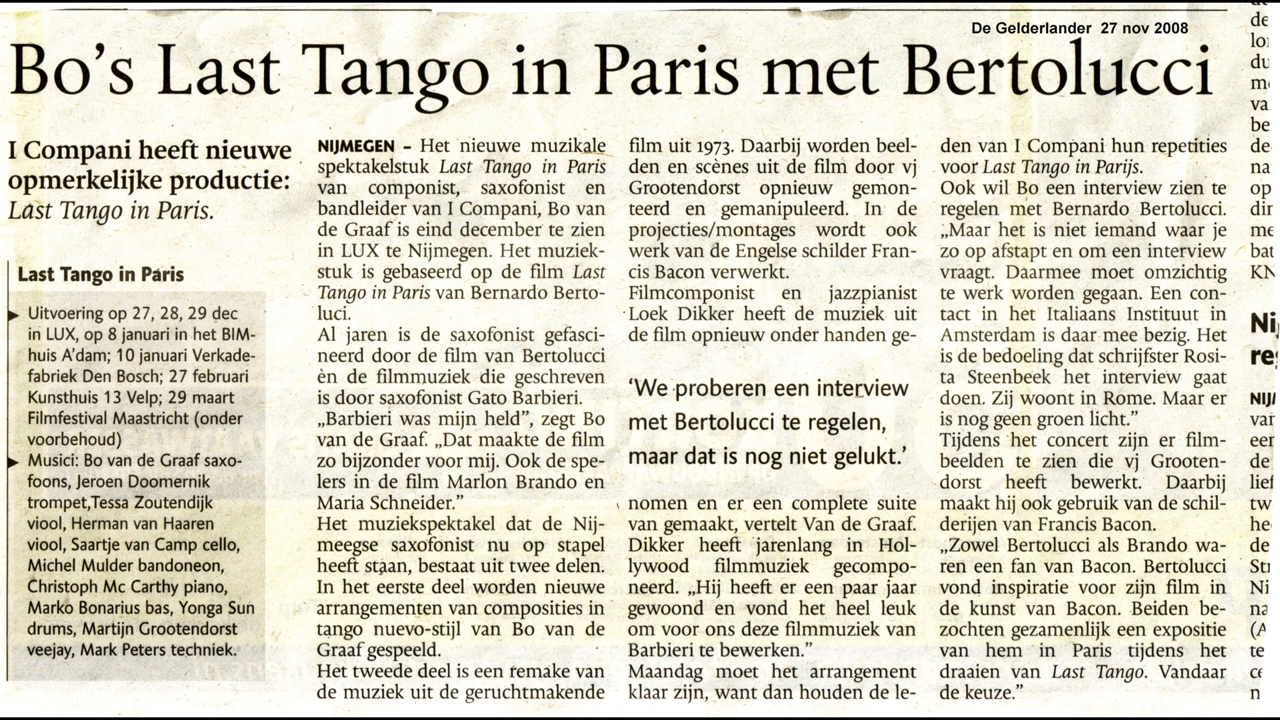 De Gelderlander 27 nov 2008
Bo's Last Tango in Paris met Bertolucci
I Compani heeft nieuwe
opmerkelijke productie:
Last Tango in Paris.
Last Tango in Paris
▶ Uitvoering op 27, 28, 29 dec
in LUX, op 8 januari in het BIM-
huis A'dam; 10 januari Verkade-
fabriek Den Bosch; 27 februari
Kunsthuis 13 Velp; 29 maart
Filmfestival Maastricht (onder
voorbehoud)
▶ Musici: Bo van de Graaf saxo-
foons, Jeroen Doomernik
trompet,Tessa Zoutendijk
viool, Herman van Haaren
viool, Saartje van Camp cello,
Michel Mulder bandoneon,
Christoph Mc Carthy piano,
Marko Bonarius bas, Yonga Sun
drums, Martijn Grootendorst
veejay, Mark Peters techniek.
NIJMEGEN – Het nieuwe muzikale
spektakelstuk Last Tango in Paris
van componist, saxofonist en
bandleider van I Compani, Bo van
de Graaf is eind december te zien
in LUX te Nijmegen. Het muziek-
stuk is gebaseerd op de film Last
Tango in Paris van Bernardo Berto-
luci.
Al jaren is de saxofonist gefasci-
neerd door de film van Bertolucci
èn de filmmuziek die geschreven
is door saxofonist Gato Barbieri.
„Barbieri was mijn held”, zegt Bo
van de Graaf. „Dat maakte de film
zo bijzonder voor mij. Ook de spe-
lers in de film Marlon Brando en
Maria Schneider.”
Het muziekspektakel dat de Nij-
meegse saxofonist nu op stapel
heeft staan, bestaat uit twee delen.
In het eerste deel worden nieuwe
arrangementen van composities in
tango nuevo-stijl van Bo van de
Graaf gespeeld.
Het tweede deel is een remake van
de muziek uit de geruchtmakende
film uit 1973. Daarbij worden beel-
den en scènes uit de film door vj
Grootendorst opnieuw gemon-
teerd en gemanipuleerd. In de
projecties/montages wordt ook
werk van de Engelse schilder Fran-
cis Bacon verwerkt.
Filmcomponist en jazzpianist
Loek Dikker heeft de muziek uit
de film opnieuw onder handen ge-
'We proberen een interview
met Bertolucci te regelen,
maar dat is nog niet gelukt.'
nomen en er een complete suite
van gemaakt, vertelt Van de Graaf.
Dikker heeft jarenlang in Hol-
lywood filmmuziek gecompo-
neerd. „Hij heeft er een paar jaar
gewoond en vond het heel leuk
om voor ons deze filmmuziek van
Barbieri te bewerken.”
Maandag moet het arrangement
klaar zijn, want dan houden de le-
den van I Compani hun repetities
voor Last Tango in Parijs.
Ook wil Bo een interview zien te
regelen met Bernardo Bertolucci.
„Maar het is niet iemand waar je
zo op afstapt en om een interview
vraagt. Daarmee moet omzichtig
te werk worden gegaan. Een con-
tact in het Italiaans Instituut in
Amsterdam is daar mee bezig. Het
is de bedoeling dat schrijfster Rosi-
ta Steenbeek het interview gaat
doen. Zij woont in Rome. Maar er
is nog geen groen licht.”
Tijdens het concert zijn er film-
beelden te zien die vj Grooten-
dorst heeft bewerkt. Daarbij
maakt hij ook gebruik van de schil-
derijen van Francis Bacon.
„Zowel Bertolucci als Brando wa-
ren een fan van Bacon. Bertolucci
vond inspiratie voor zijn film in
de kunst van Bacon. Beiden be-
zochten gezamenlijk een expositie
van hem in Paris tijdens het
draaien van Last Tango. Vandaar
de keuze.”